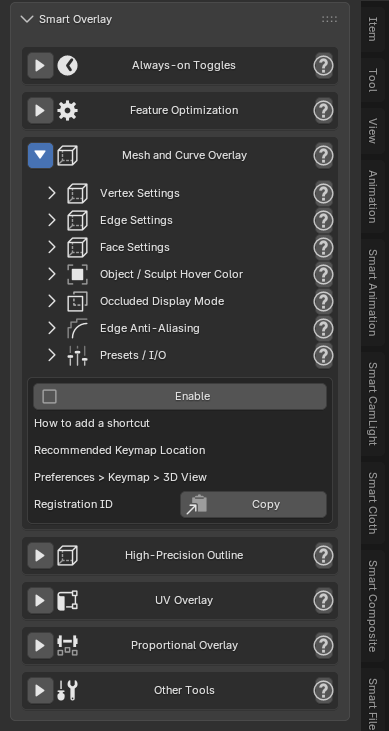 Smart Overlay
Always-on Toggles
Feature Optimization
Mesh and Curve Overlay
Vertex Settings
Edge Settings
Face Settings
Object / Sculpt Hover Color
Occluded Display Mode
Edge Anti-Aliasing
Presets / I/O
Enable
How to add a shortcut
Recommended Keymap Location
Preferences > Keymap > 3D View
Registration ID
Copy
High-Precision Outline
UV Overlay
Proportional Overlay
Other Tools
Item
Tool
View
Animation
Smart Animation
Smart CamLight
Smart Cloth
Smart Composite
Smart File